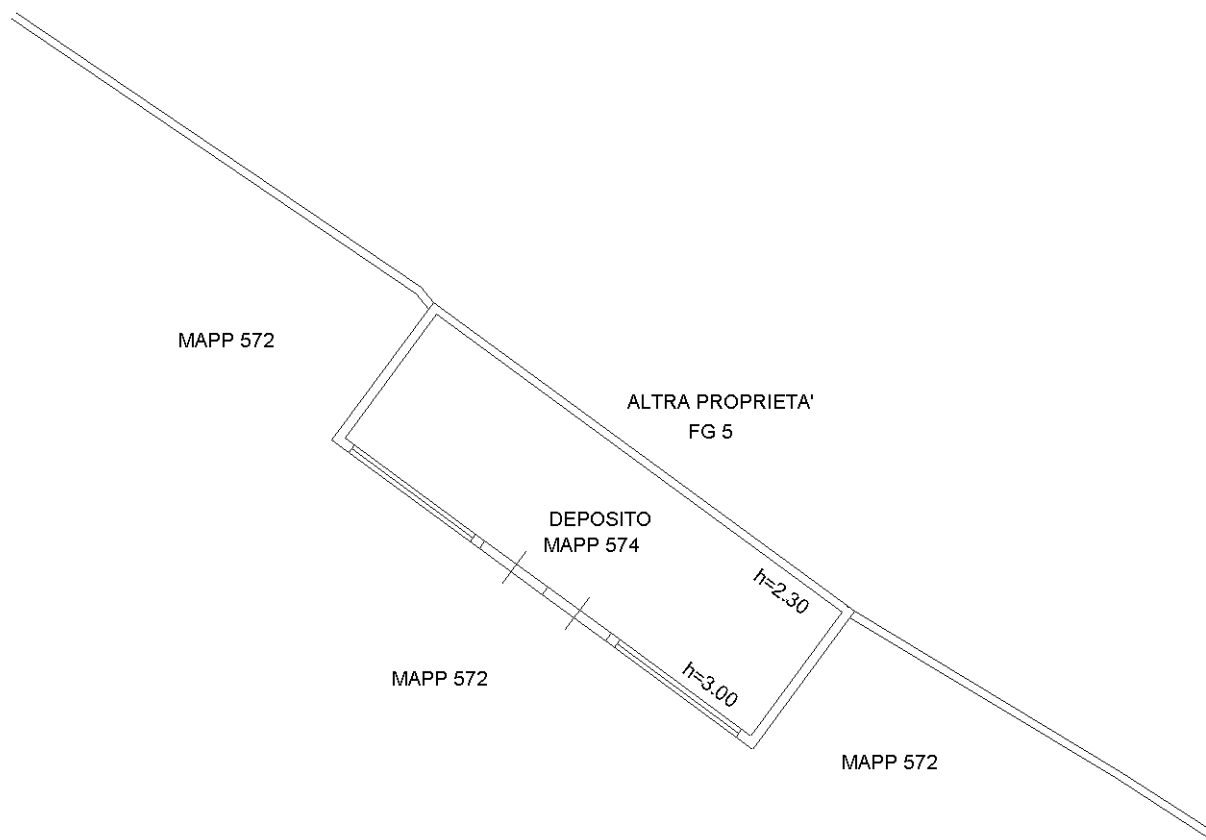 MAPP 572
ALTRA PROPRIETA'
FG 5
DEPOSITO
MAPP 574
h=2.30
h=3.00
MAPP 572
MAPP 572